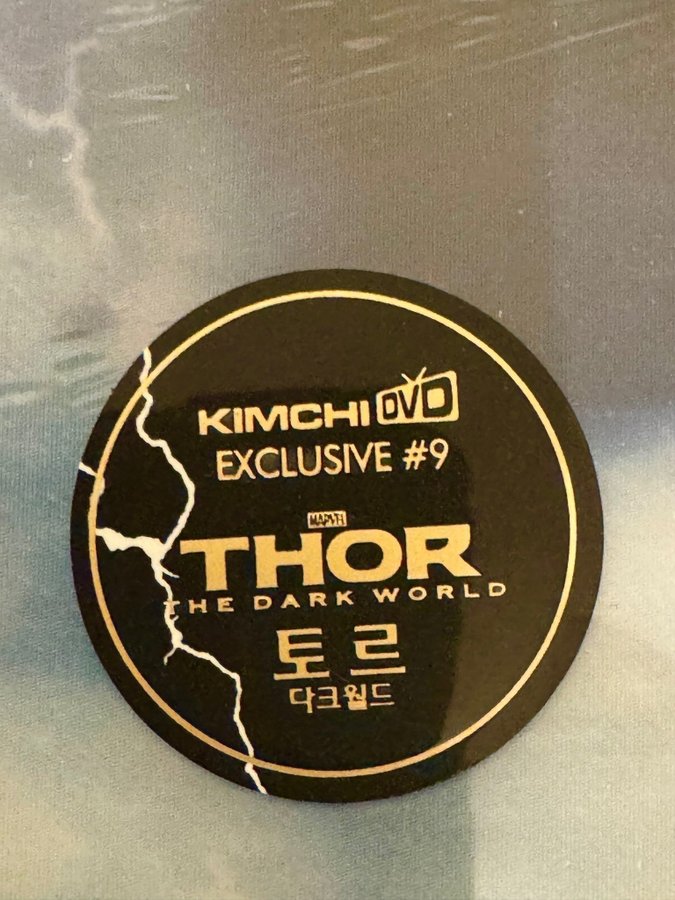 KIMCHI DVD
EXCLUSIVE #9
MARVEL
THOR
THE DARK WORLD
토르
다크월드